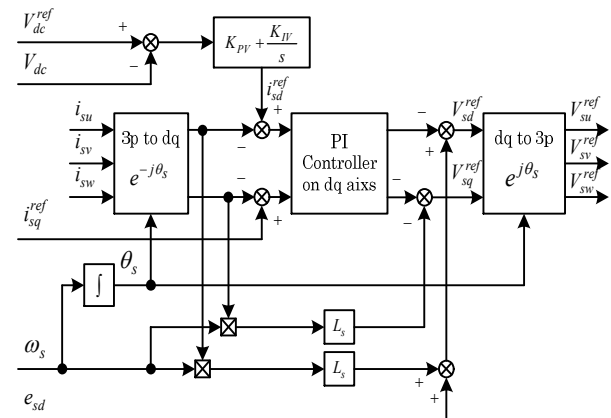 V_dc^ref
+
V_dc
−
K_PV + K_IV/s
i_sd^ref
i_su
i_sv
i_sw
3p to dq
e^{-jθ_s}
+
−
−
+
PI
Controller
on dq aixs
−
+
−
−
V_sd^ref
V_sq^ref
dq to 3p
e^{jθ_s}
V_su^ref
V_sv^ref
V_sw^ref
i_sq^ref
∫
θ_s
L_s
ω_s
L_s
+
+
e_sd